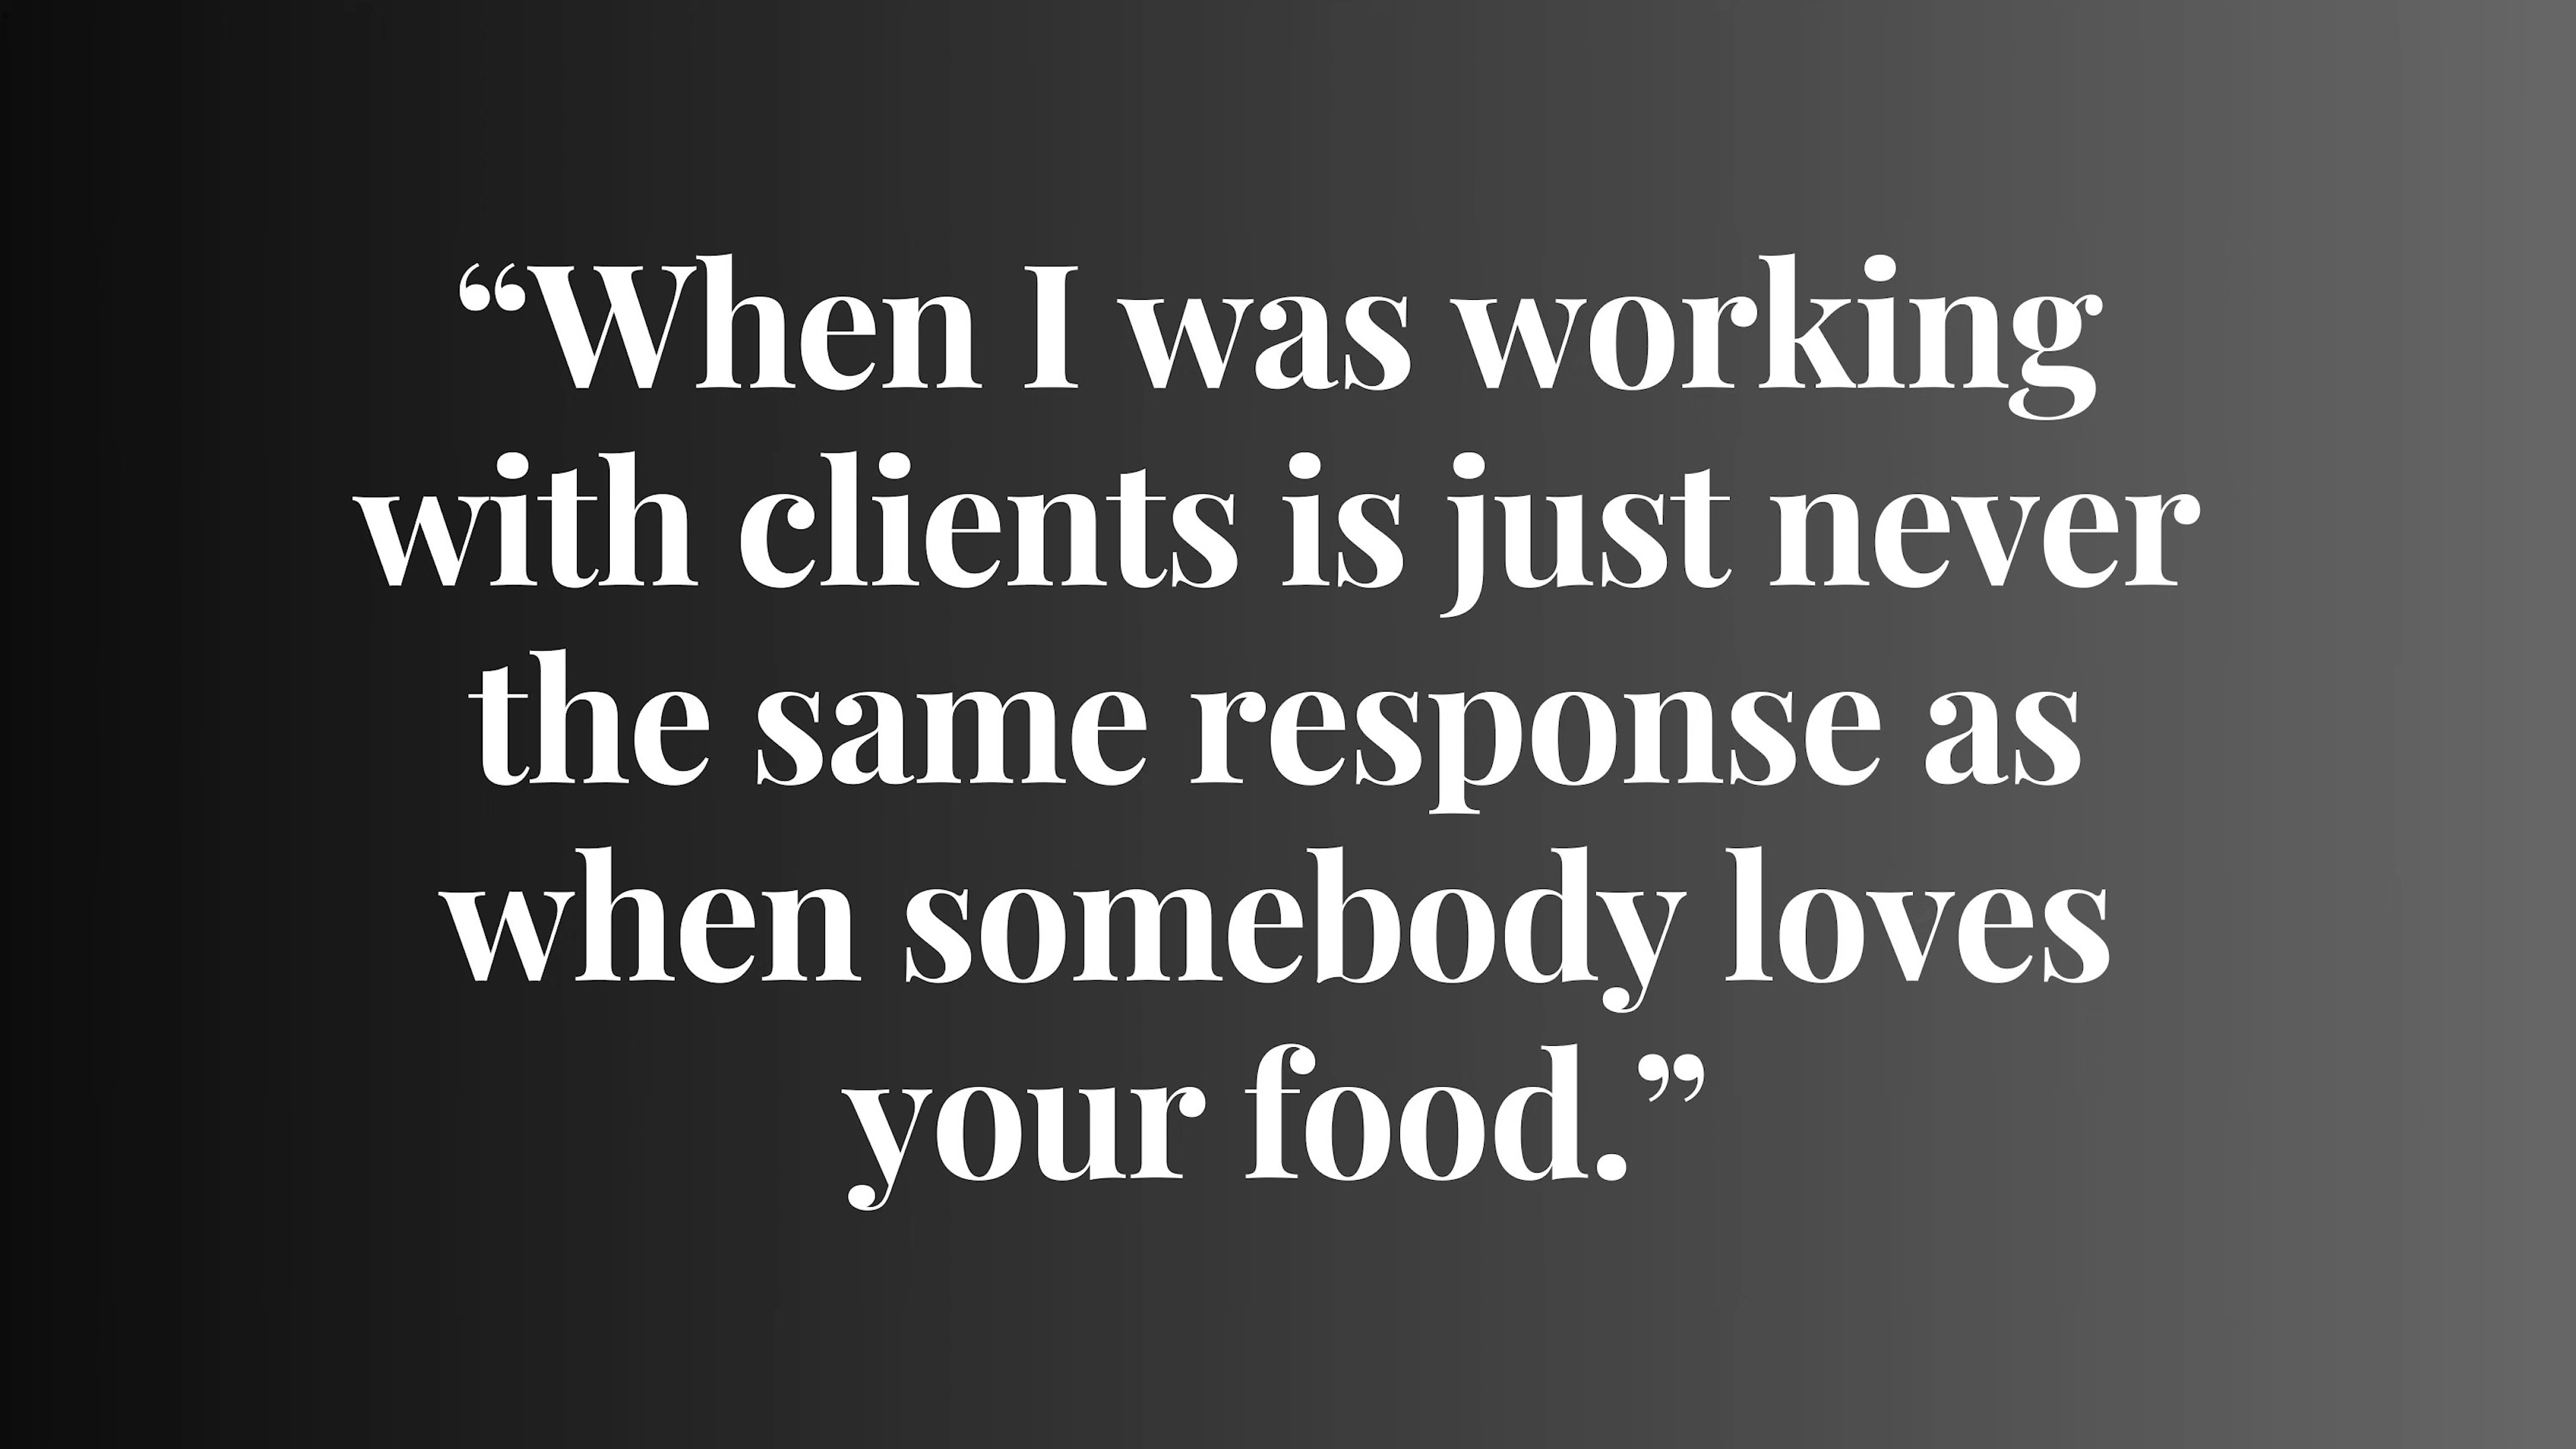 “When I was working
with clients is just never
the same response as
when somebody loves
your food.”